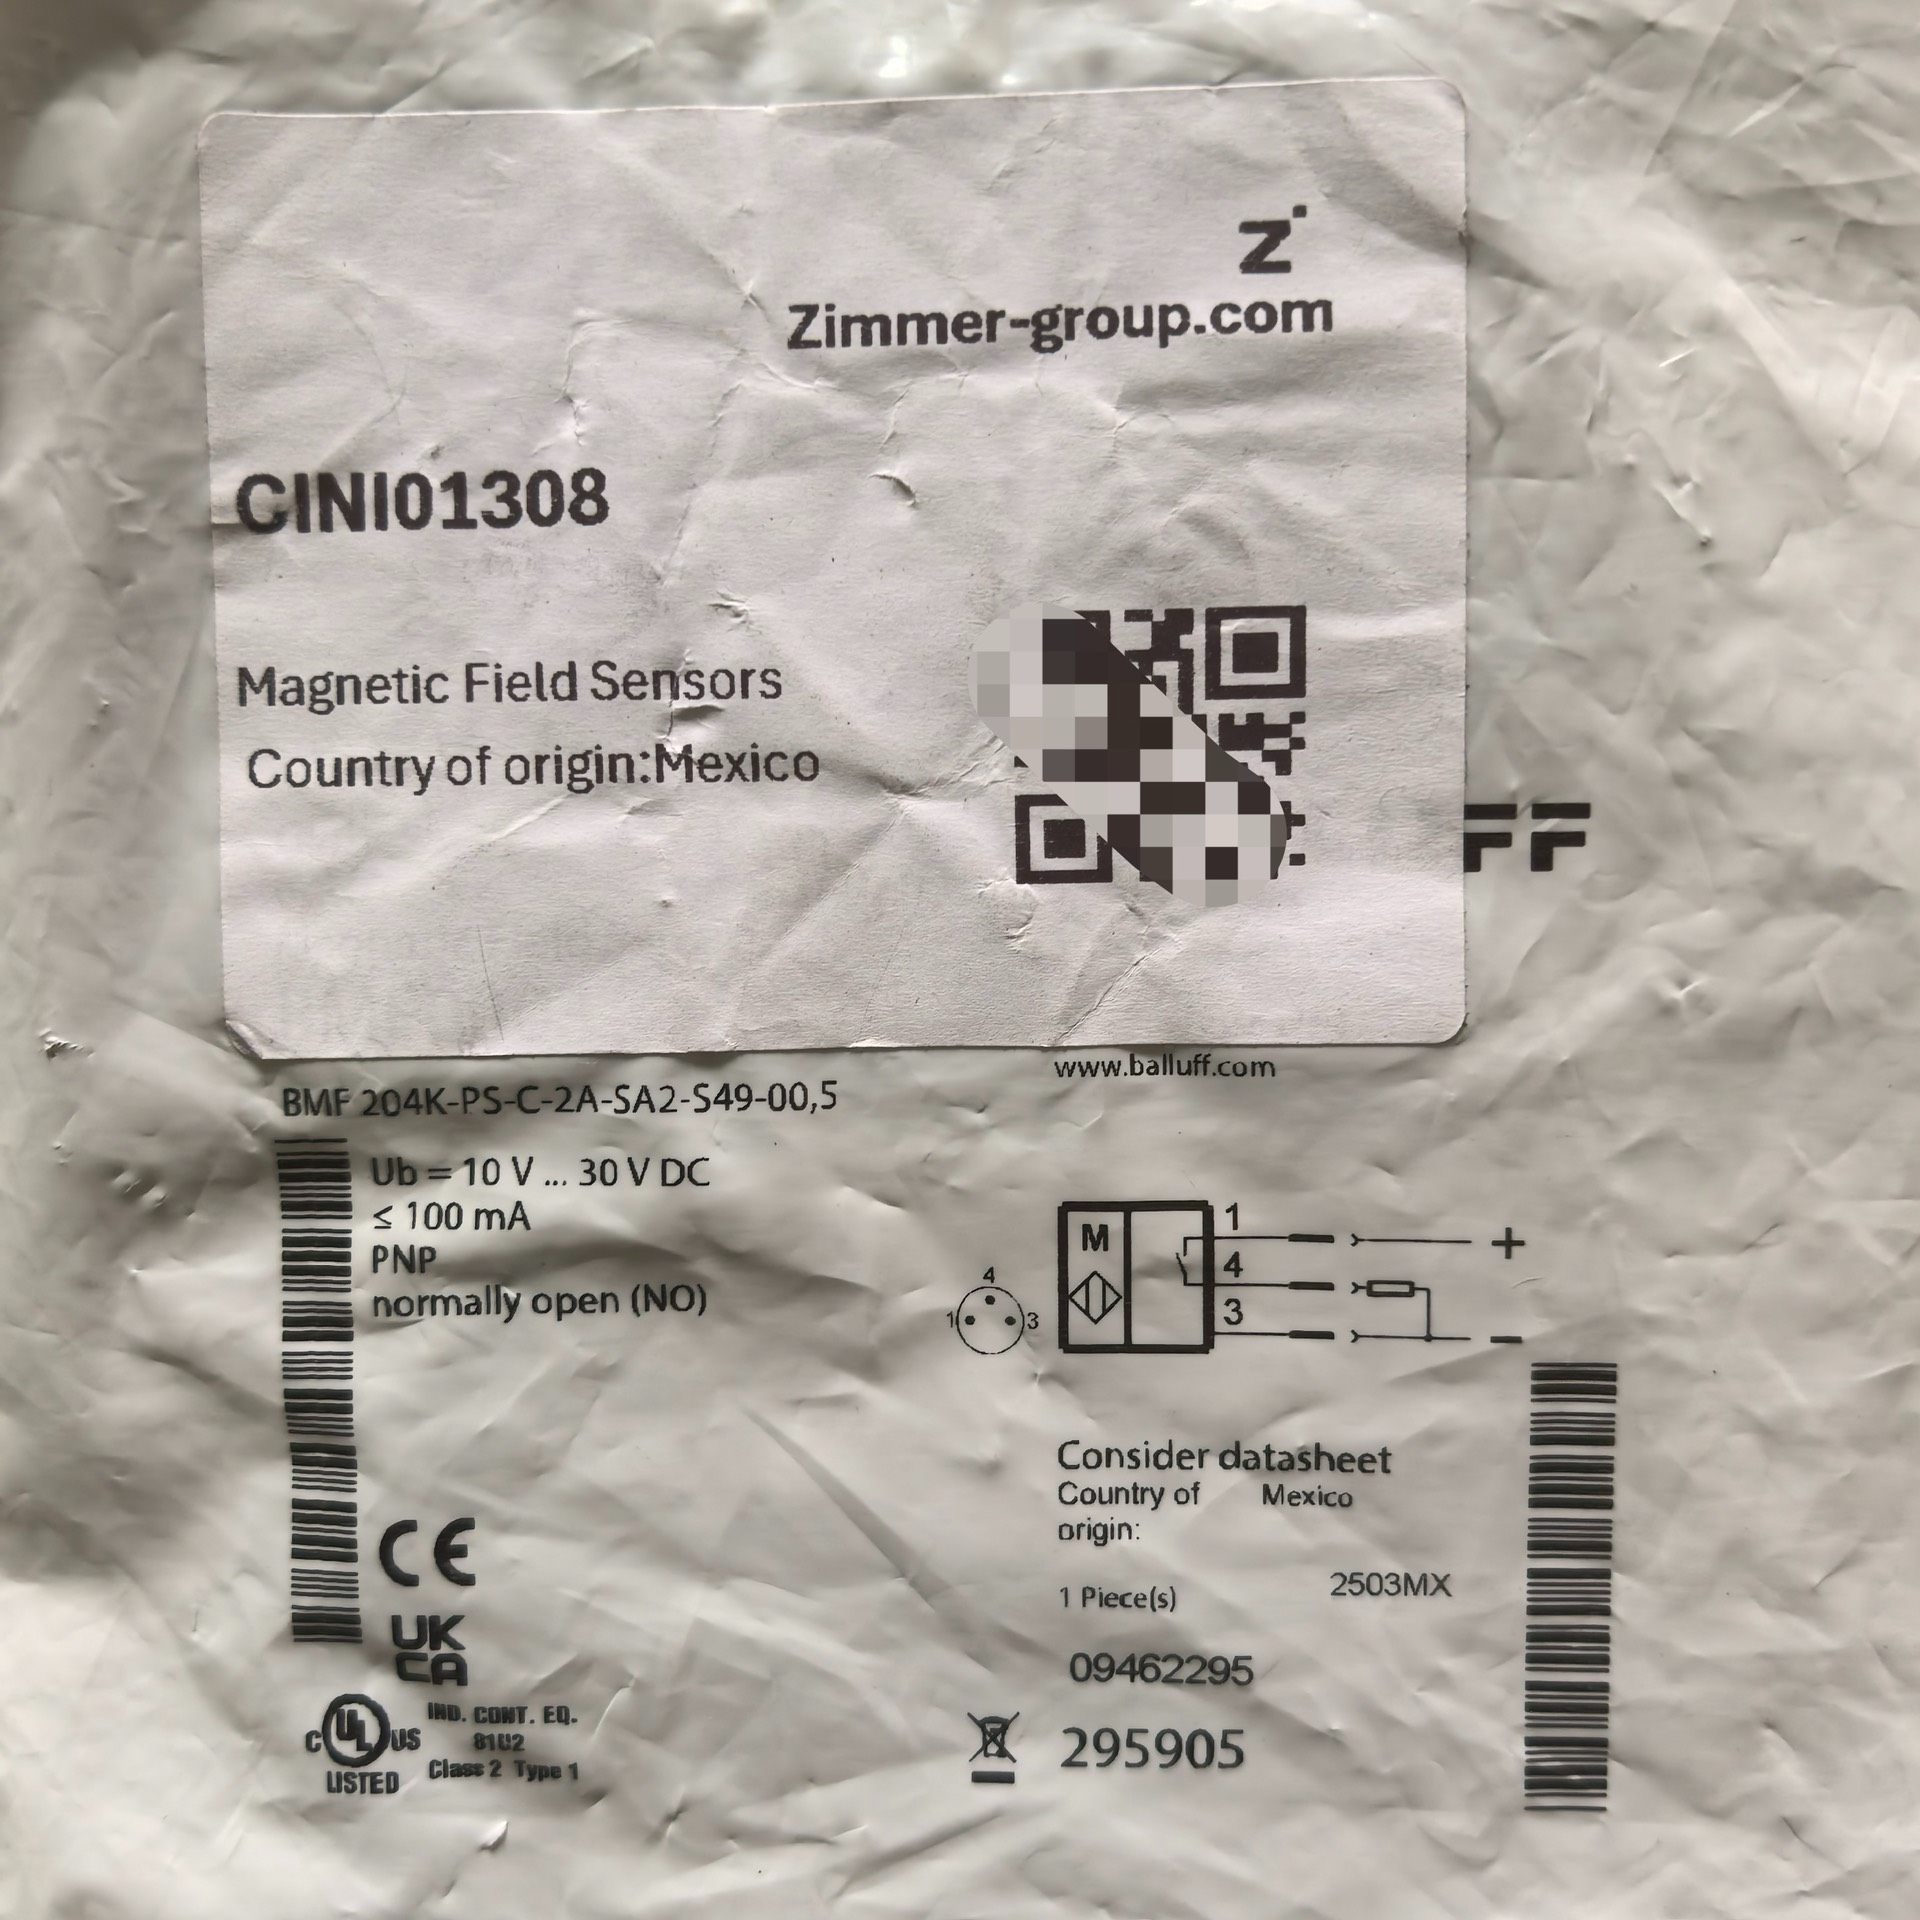 Z
Zimmer-group.com
CINI01308
Magnetic Field Sensors
Country of origin:Mexico
FF
www.balluff.com
BMF 204K-PS-C-2A-SA2-S49-00,5
Ub = 10 V ... 30 V DC
≤ 100 mA
PNP
normally open (NO)
M
1
4
3
+
−
4
1
3
Consider datasheet
Country of Mexico
origin:
1 Piece(s)
2503MX
09462295
295905
CE
UK
CA
C UL US
LISTED
IND. CONT. EQ.
81U2
Class 2 Type 1